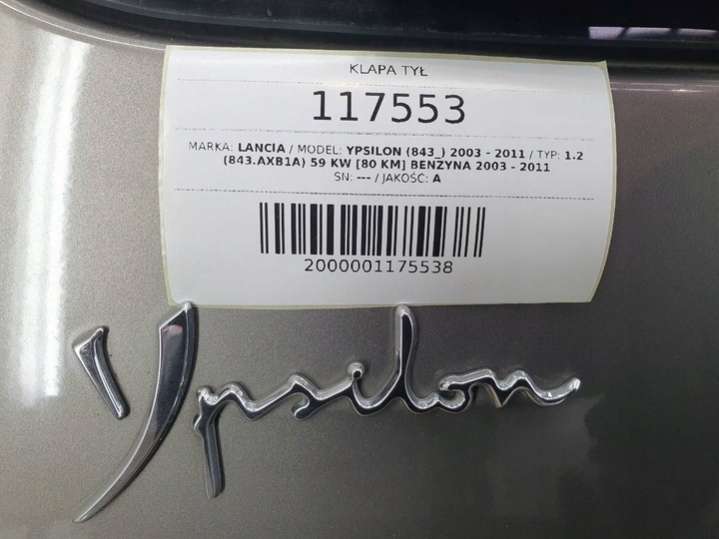 KLAPA TYŁ
117553
MARKA: LANCIA / MODEL: YPSILON (843_) 2003 - 2011 / TYP: 1.2
(843.AXB1A) 59 KW [80 KM] BENZYNA 2003 - 2011
SN: --- / JAKOŚĆ: A
2000001175538
Ypsilon